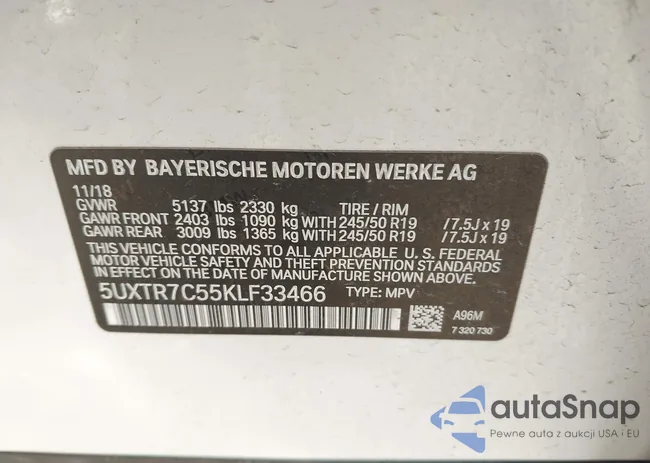 MFD BY BAYERISCHE MOTOREN WERKE AG
11/18
GVWR 5137 lbs 2330 kg TIRE / RIM
GAWR FRONT 2403 lbs 1090 kg WITH 245/50 R19 /7.5J x 19
GAWR REAR 3009 lbs 1365 kg WITH 245/50 R19 /7.5J x 19
THIS VEHICLE CONFORMS TO ALL APPLICABLE U. S. FEDERAL
MOTOR VEHICLE SAFETY, BUMPER, AND THEFT PREVENTION
STANDARDS IN EFFECT ON THE DATE OF MANUFACTURE SHOWN ABOVE.
5UXTR7C55KLF33466 TYPE: MPV
A96M
7 320 730
autaSnap
Pewne auta z aukcji USA i EU